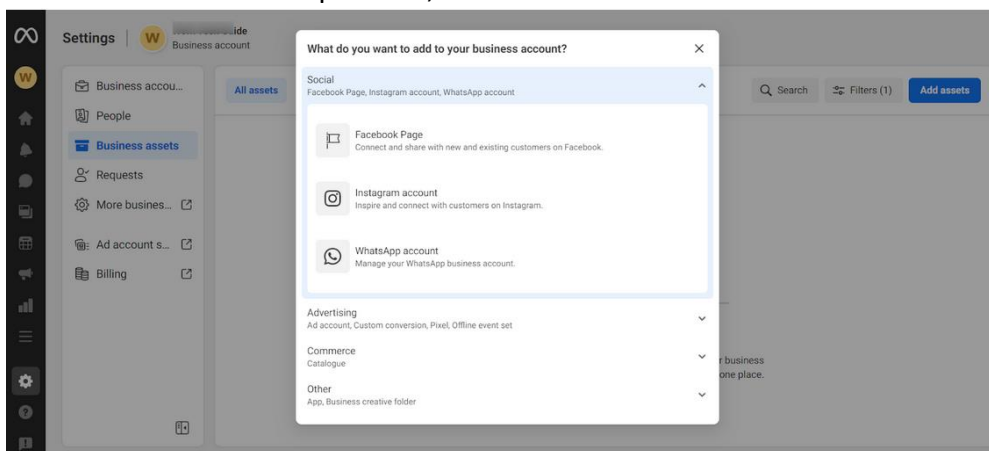 Settings
W
ide
Business account
W
Business accou...
People
Business assets
Requests
More busines...
Ad account s...
Billing
All assets
Search
Filters (1)
Add assets
What do you want to add to your business account?
Social
Facebook Page, Instagram account, WhatsApp account
Facebook Page
Connect and share with new and existing customers on Facebook.
Instagram account
Inspire and connect with customers on Instagram.
WhatsApp account
Manage your WhatsApp business account.
Advertising
Ad account, Custom conversion, Pixel, Offline event set
Commerce
Catalogue
Other
App, Business creative folder
r business
one place.